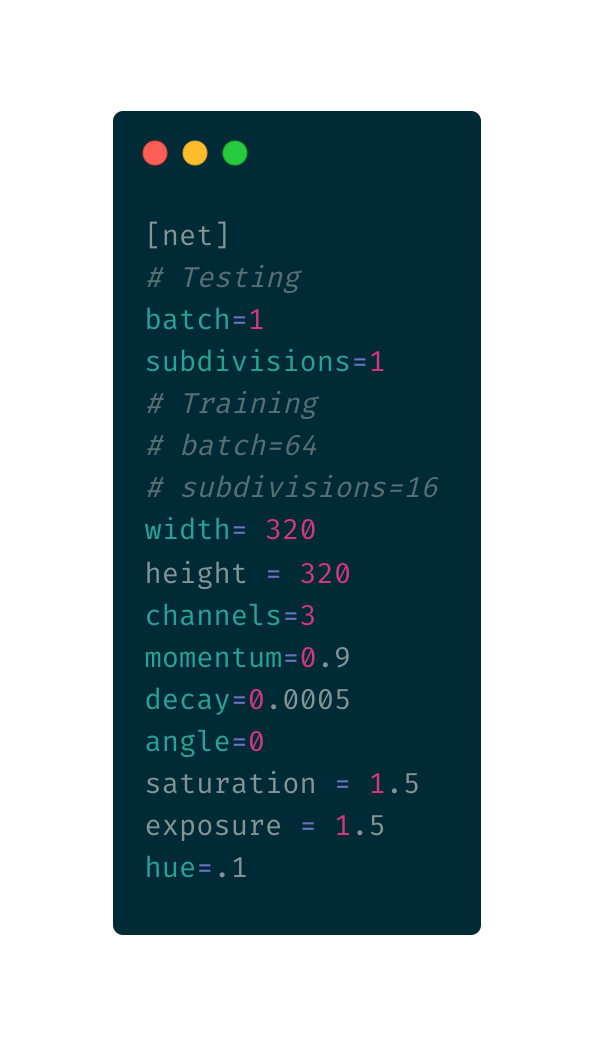 [net]
# Testing
batch=1
subdivisions=1
# Training
# batch=64
# subdivisions=16
width= 320
height = 320
channels=3
momentum=0.9
decay=0.0005
angle=0
saturation = 1.5
exposure = 1.5
hue=.1